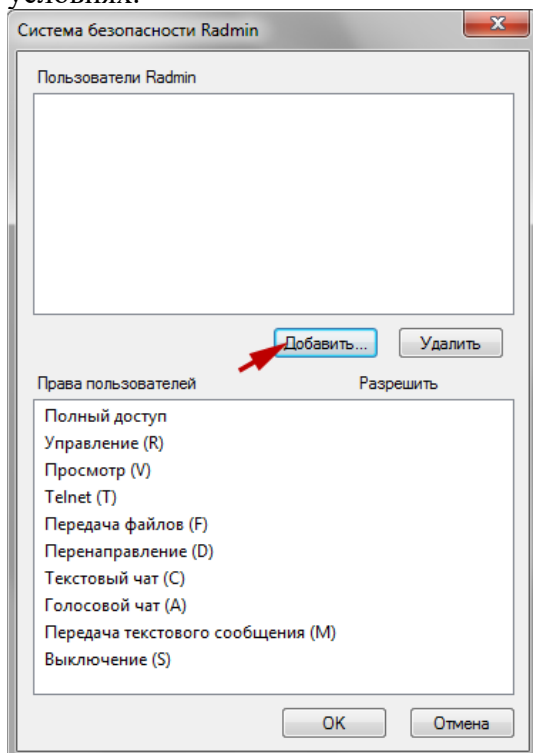 условиях.
Система безопасности Radmin
Пользователи Radmin
Добавить... Удалить
Права пользователей Разрешить
Полный доступ
Управление (R)
Просмотр (V)
Telnet (T)
Передача файлов (F)
Перенаправление (D)
Текстовый чат (C)
Голосовой чат (A)
Передача текстового сообщения (M)
Выключение (S)
OK Отмена